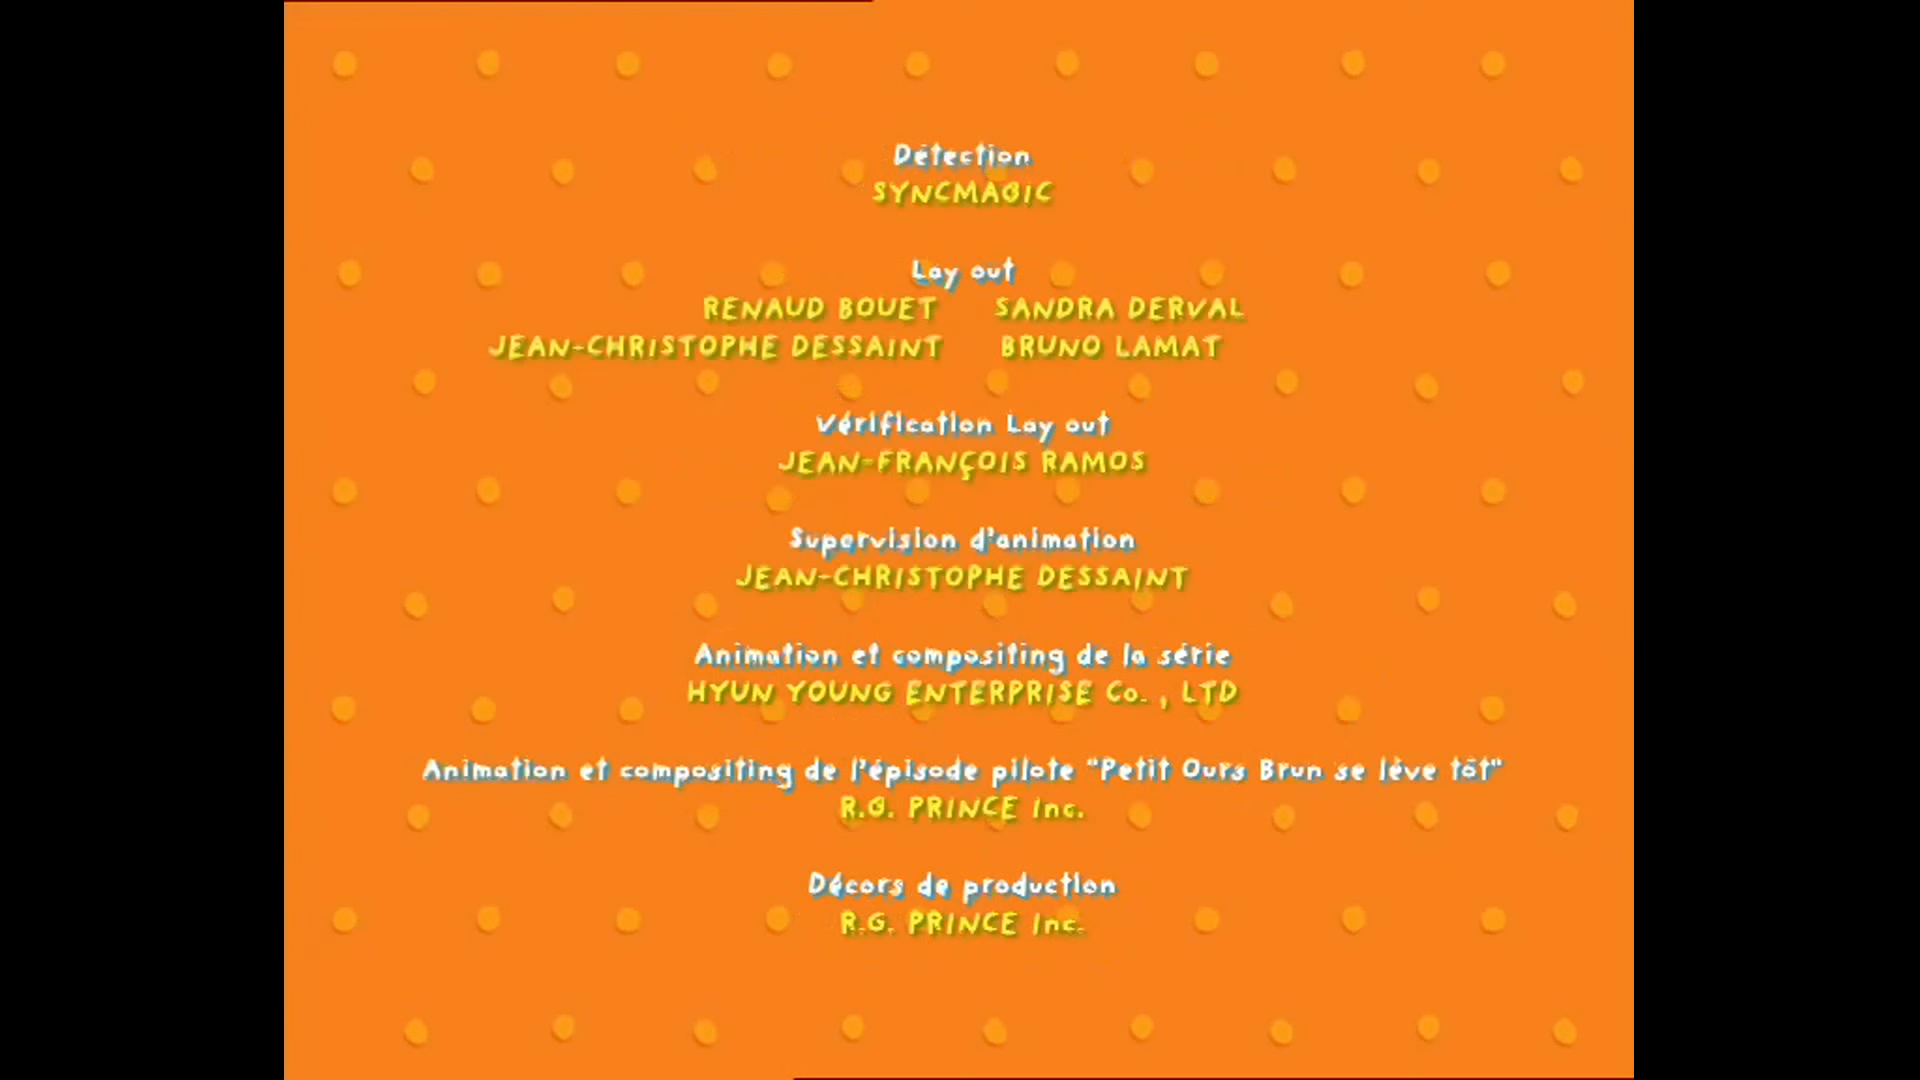 Détection
SYNCMAGIC
Lay out
RENAUD BOUET SANDRA DERVAL
JEAN-CHRISTOPHE DESSAINT BRUNO LAMAT
Vérification Lay out
JEAN-FRANÇOIS RAMOS
Supervision d'animation
JEAN-CHRISTOPHE DESSAINT
Animation et compositing de la série
HYUN YOUNG ENTERPRISE Co. , LTD
Animation et compositing de l'épisode pilote "Petit Ours Brun se lève tôt"
R.G. PRINCE Inc.
Décors de production
R.G. PRINCE Inc.